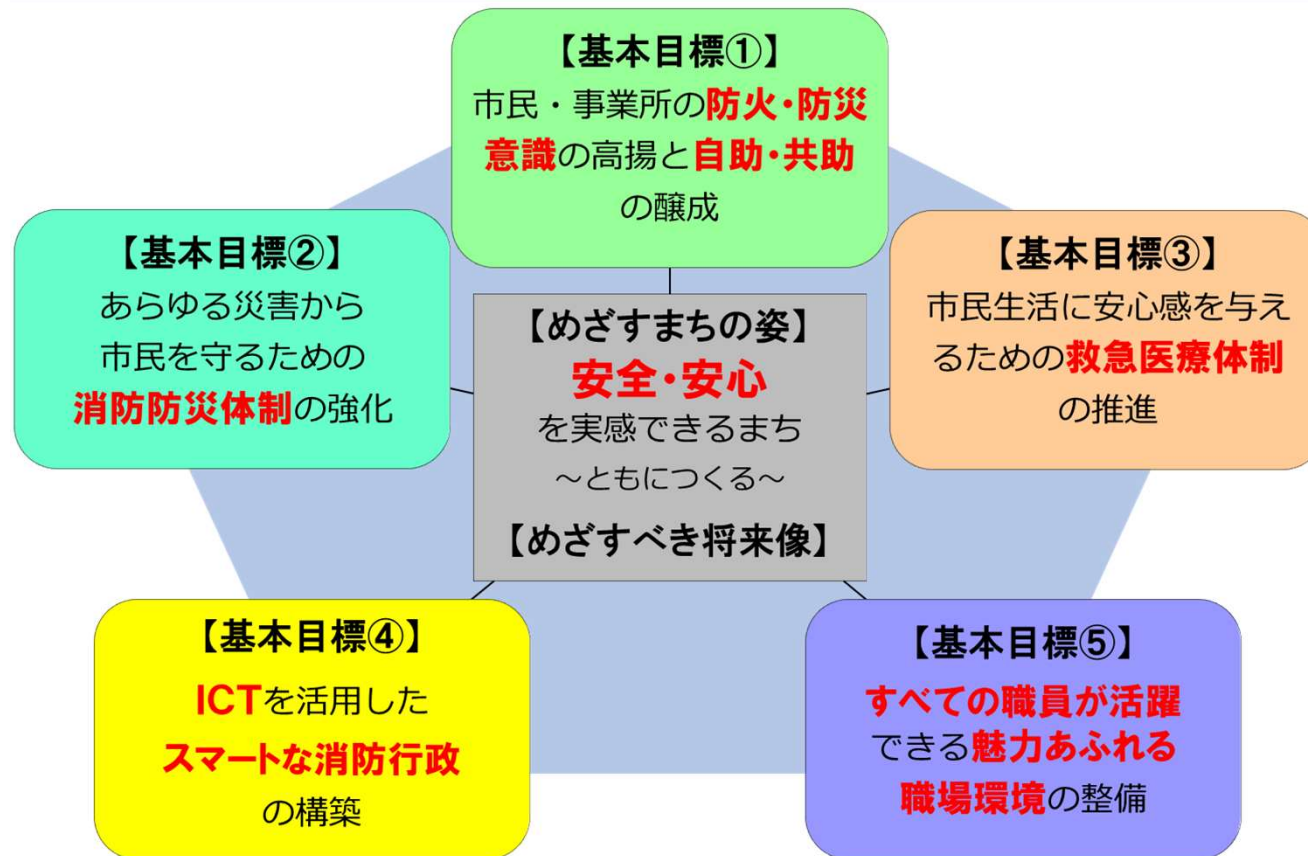 【基本目標①】
市民・事業所の防火・防災
意識の高揚と自助・共助
の醸成
【基本目標②】
あらゆる災害から
市民を守るための
消防防災体制の強化
【めざすまちの姿】
安全・安心
を実感できるまち
～ともにつくる～
【めざすべき将来像】
【基本目標③】
市民生活に安心感を与え
るための救急医療体制
の推進
【基本目標④】
ICTを活用した
スマートな消防行政
の構築
【基本目標⑤】
すべての職員が活躍
できる魅力あふれる
職場環境の整備